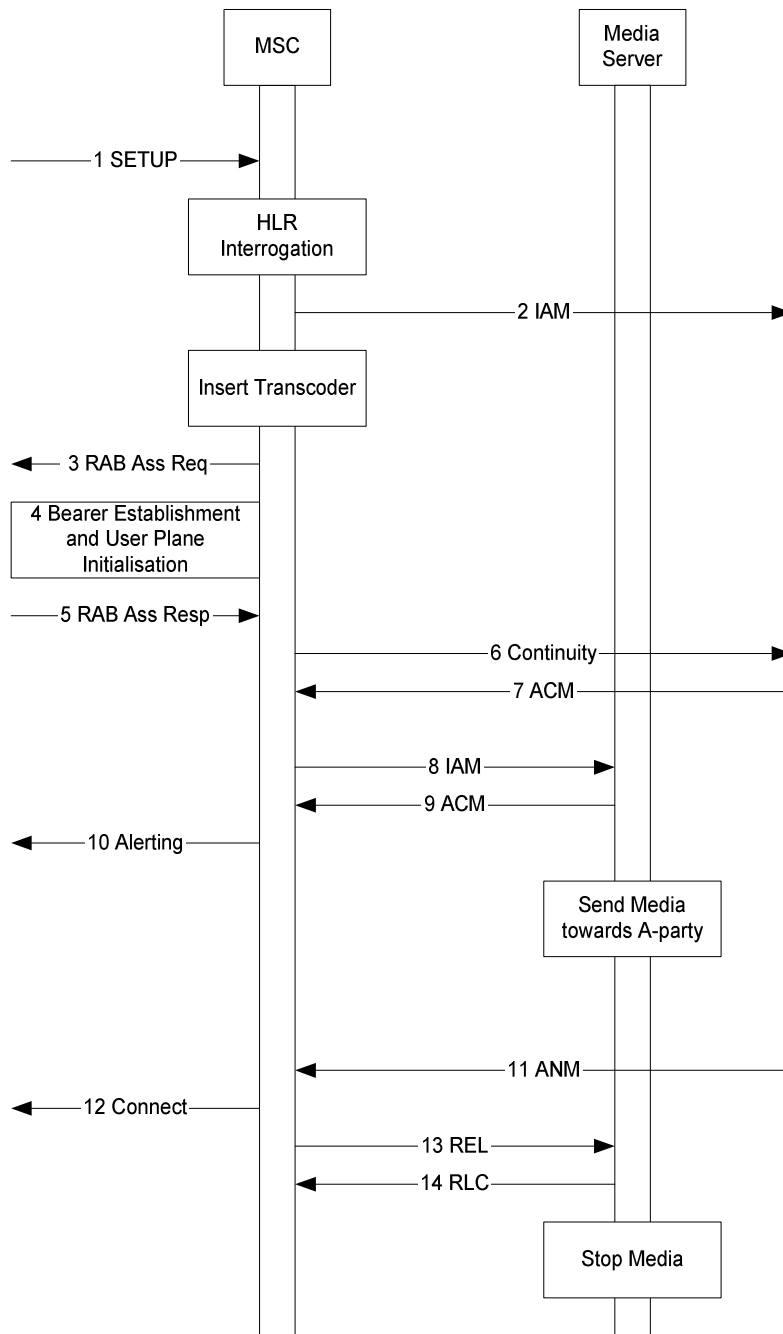 MSC
Media
Server
1 SETUP
HLR
Interrogation
2 IAM
Insert Transcoder
3 RAB Ass Req
4 Bearer Establishment
and User Plane
Initialisation
5 RAB Ass Resp
6 Continuity
7 ACM
8 IAM
9 ACM
10 Alerting
Send Media
towards A-party
11 ANM
12 Connect
13 REL
14 RLC
Stop Media